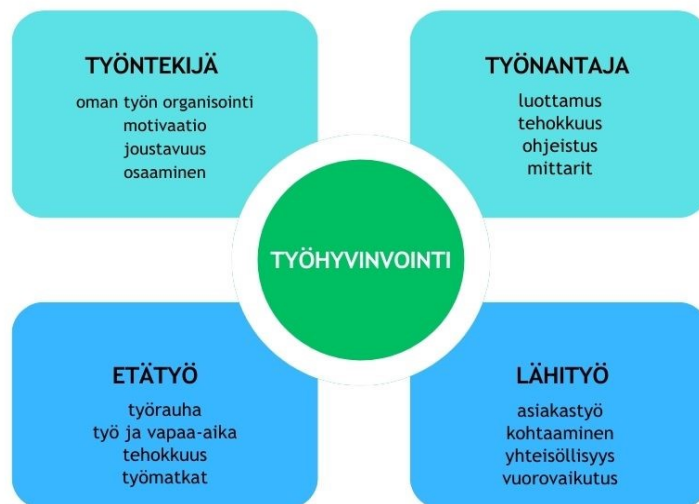 TYÖNTEKIJÄ
oman työn organisointi
motivaatio
joustavuus
osaaminen
TYÖNANTAJA
luottamus
tehokkuus
ohjeistus
mittarit
TYÖHYVINVOINTI
ETÄTYÖ
työrauha
työ ja vapaa-aika
tehokkuus
työmatkat
LÄHITYÖ
asiakastyö
kohtaaminen
yhteisöllisyys
vuorovaikutus